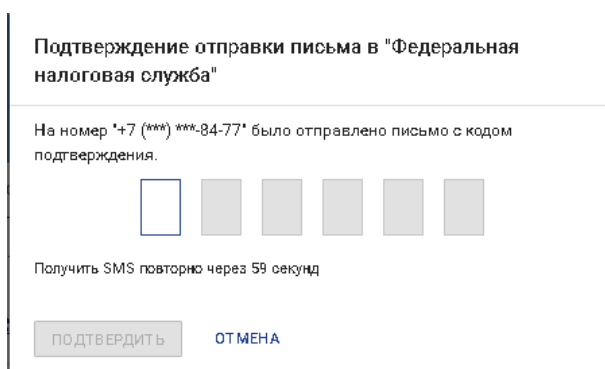 Подтверждение отправки письма в "Федеральная
налоговая служба"
На номер "+7 (***) ***-84-77" было отправлено письмо с кодом
подтверждения.
Получить SMS повторно через 59 секунд
ПОДТВЕРДИТЬ ОТМЕНА